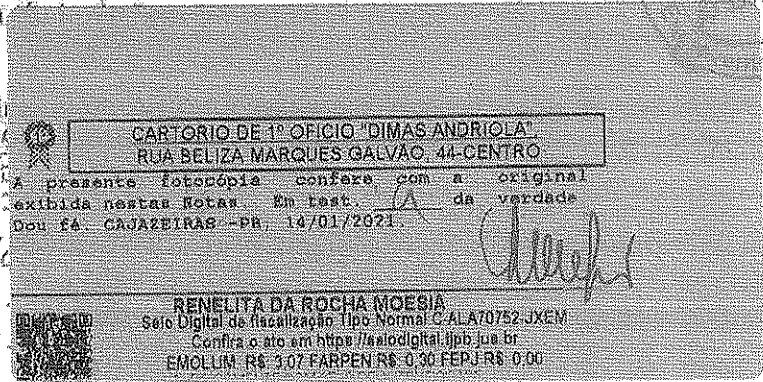 CARTORIO DE 1º OFICIO "DIMAS ANDRIOLA"
RUA BELIZA MARQUES GALVÃO, 44-CENTRO
A presente fotocópia confere com a original
exibida nestas Notas. Em test. da verdade
Dou fé. CAJAZEIRAS -PB, 14/01/2021.
RENELITA DA ROCHA MOESIA
Selo Digital de fiscalização Tipo Normal C-ALA70752-JXEM
Confira o ato em https://selodigital.tjpb.jus.br
EMOLUM. R$ 3,07 FARPEN R$ 0,30 FEPJ R$ 0,00